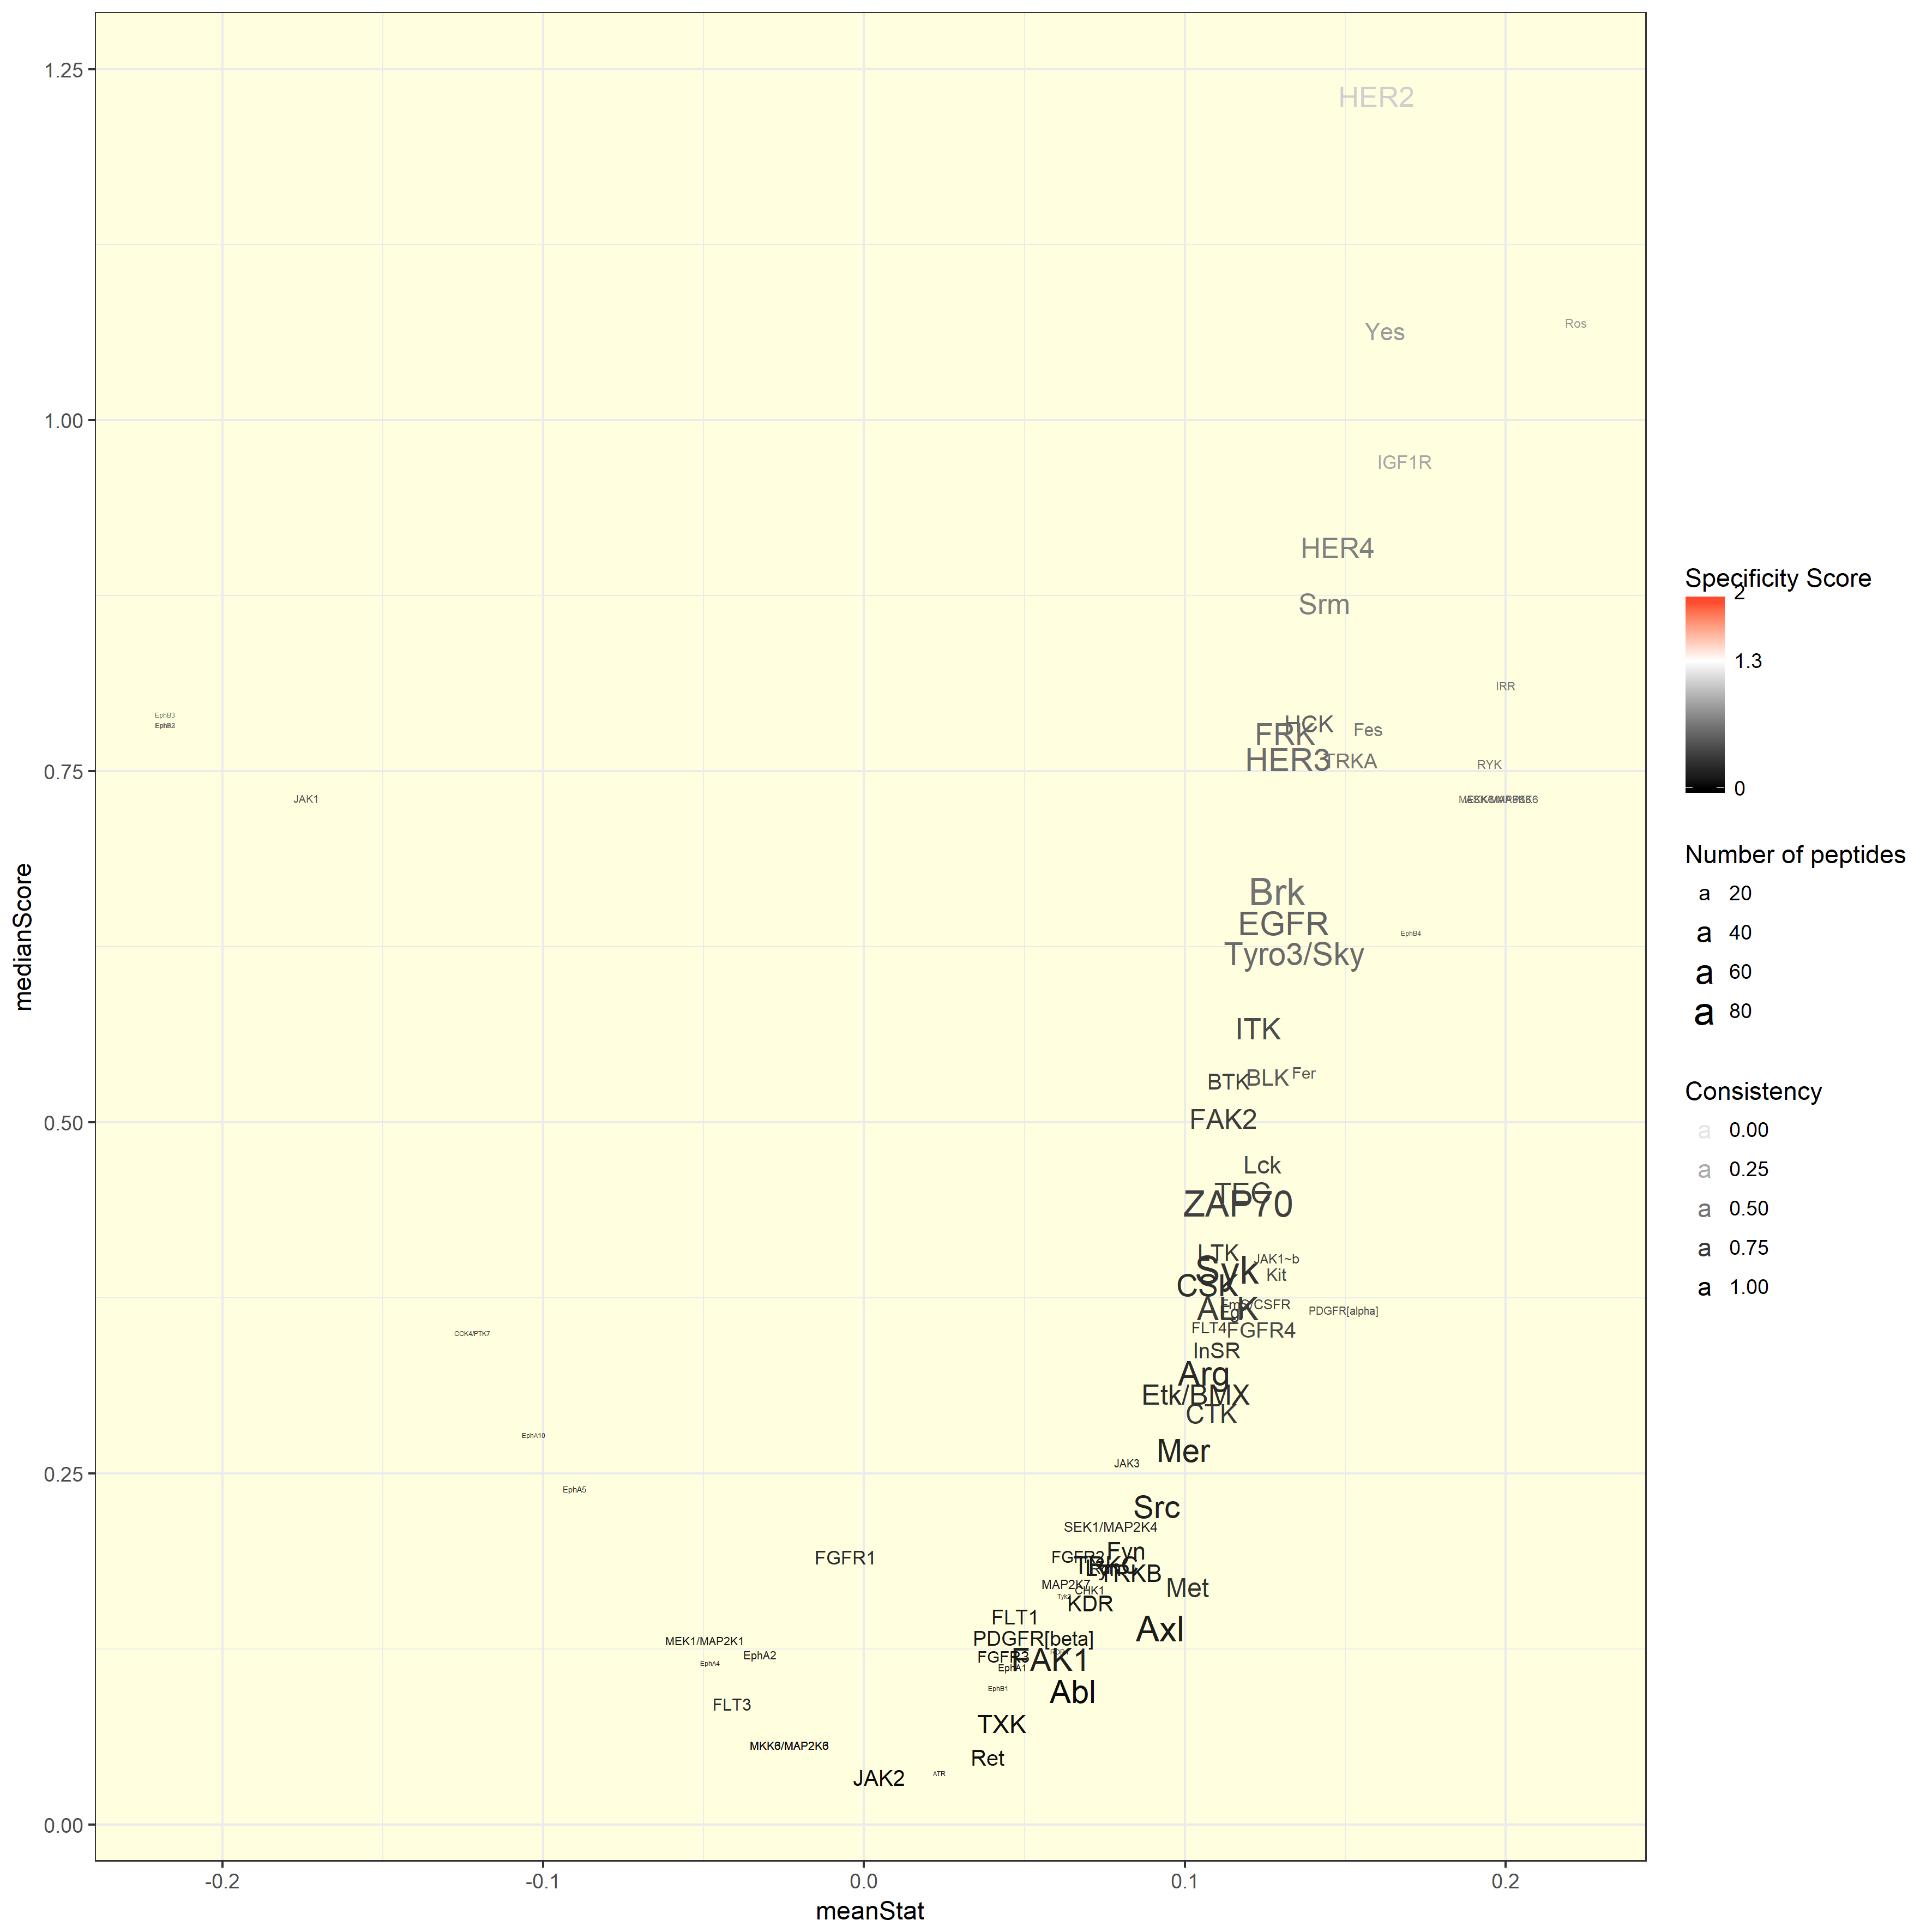 1.25
HER2
Ros
Yes
1.00
IGF1R
HER4
Srm
IRR
EphB3
HCK
Fes
FRK
HER3
TRKA
RYK
0.75
JAK1
Brk
EGFR
EphB4
Tyro3/Sky
ITK
Fer
BLK
BTK
0.50
FAK2
Lck
TEC
ZAP70
LTK
JAK1~b
Syk
Kit
CSK
PDGFR[alpha]
ALK
FLT4
FGFR4
CCK4/PTK7
InSR
Arg
Etk/BMX
CTK
EphA10
Mer
JAK3
0.25
EphA5
Src
SEK1/MAP2K4
Fyn
FGFR1
FGFR2
TRKC
TRKB
MAP2K7
CHK1
Met
KDR
FLT1
Axl
PDGFR[beta]
MEK1/MAP2K1
EphA2
FGFR3
FAK1
EphA4
EphA1
EphB1
Abl
FLT3
TXK
MKK6/MAP2K6
Ret
JAK2
ATR
0.00
-0.2
-0.1
0.0
0.1
0.2
meanStat
medianScore
Specificity Score
2
1.3
0
Number of peptides
a 20
a 40
a 60
a 80
Consistency
a 0.00
a 0.25
a 0.50
a 0.75
a 1.00